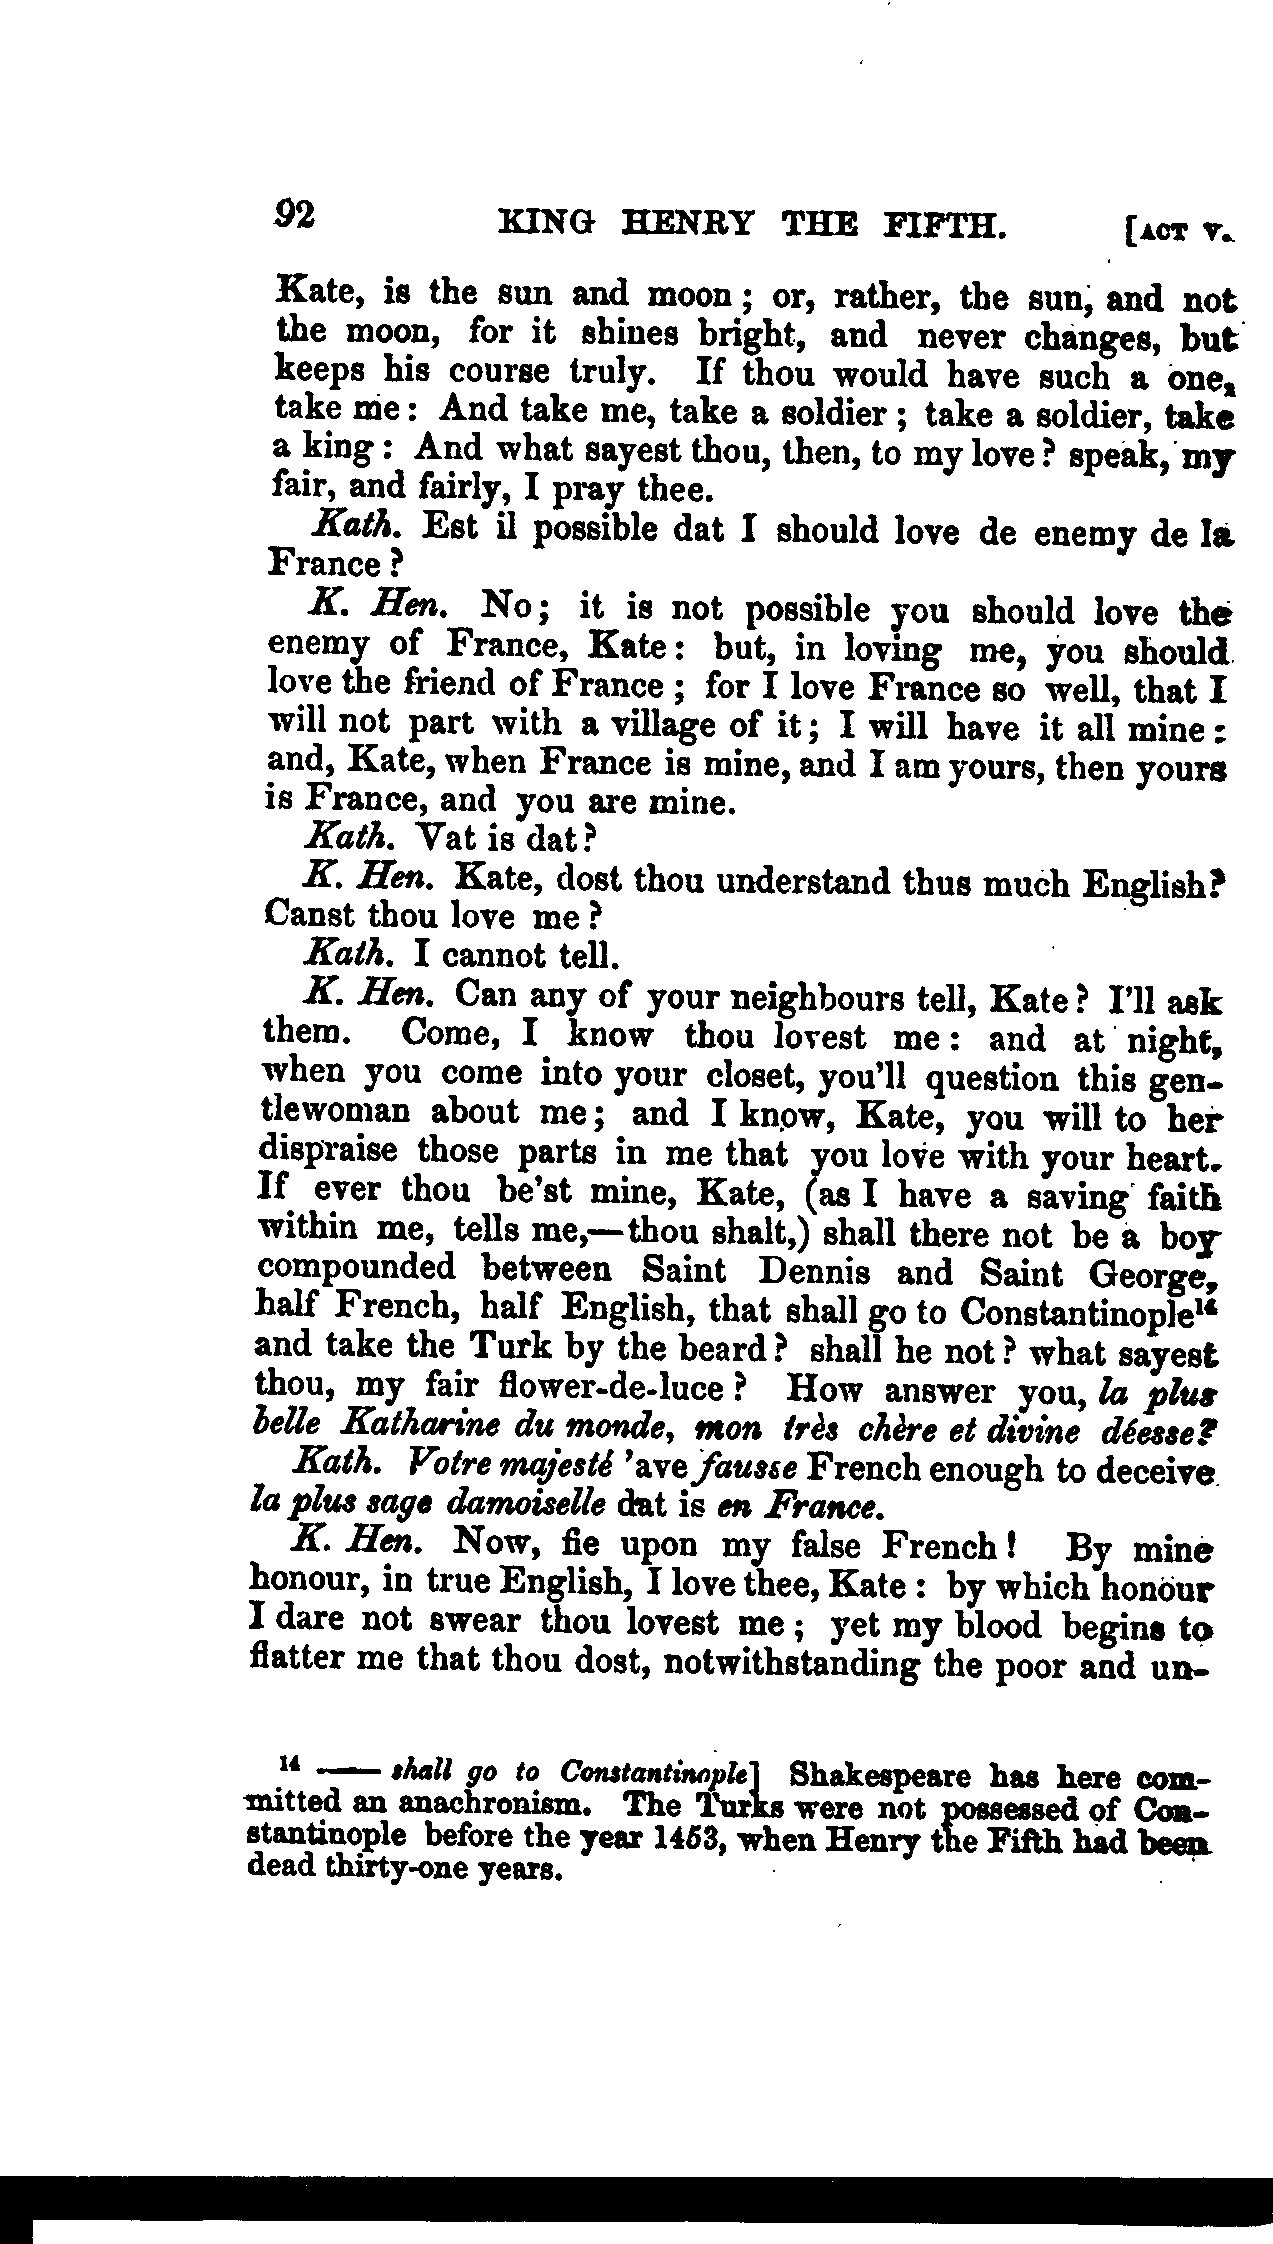 92 KING HENRY THE FIFTH. [ACT V.
Kate, is the sun and moon; or, rather, the sun, and not
the moon, for it shines bright, and never changes, but
keeps his course truly. If thou would have such a one,
take me: And take me, take a soldier; take a soldier, take
a king: And what sayest thou, then, to my love? speak, my
fair, and fairly, I pray thee.
Kath. Est il possible dat I should love de enemy de la
France?
K. Hen. No; it is not possible you should love the
enemy of France, Kate: but, in loving me, you should
love the friend of France; for I love France so well, that I
will not part with a village of it; I will have it all mine:
and, Kate, when France is mine, and I am yours, then yours
is France, and you are mine.
Kath. Vat is dat?
K. Hen. Kate, dost thou understand thus much English?
Canst thou love me?
Kath. I cannot tell.
K. Hen. Can any of your neighbours tell, Kate? I'll ask
them. Come, I know thou lovest me: and at night,
when you come into your closet, you'll question this gen-
tlewoman about me; and I know, Kate, you will to her
dispraise those parts in me that you love with your heart.
If ever thou be'st mine, Kate, (as I have a saving faith
within me, tells me,—thou shalt,) shall there not be a boy
compounded between Saint Dennis and Saint George,
half French, half English, that shall go to Constantinople¹⁴
and take the Turk by the beard? shall he not? what sayest
thou, my fair flower-de-luce? How answer you, la plus
belle Katharine du monde, mon très chère et divine déesse?
Kath. Votre majesté 'ave fausse French enough to deceive
la plus sage damoiselle dat is en France.
K. Hen. Now, fie upon my false French! By mine
honour, in true English, I love thee, Kate: by which honour
I dare not swear thou lovest me; yet my blood begins to
flatter me that thou dost, notwithstanding the poor and un-
¹⁴ —— shall go to Constantinople] Shakespeare has here com-
mitted an anachronism. The Turks were not possessed of Con-
stantinople before the year 1453, when Henry the Fifth had been
dead thirty-one years.